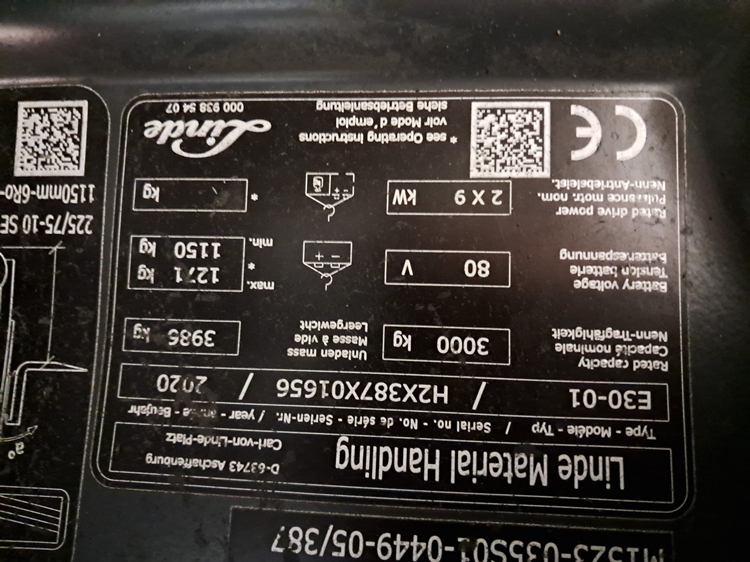 M1523-035S01-0449-05/387
Linde Material Handling
D-63743 Aschaffenburg
Carl-von-Linde-Platz
Type - Modéle - Typ / Serial no. - No. de série - Serien-Nr. / year - année - Baujahr
E30-01 / H2X387X01656 / 2020
Rated capacity
Capacité nominale
Nenn-Tragfähigkeit
3000 kg
Unladen mass
Masse à vide
Leergewicht
3985 kg
Battery voltage
Tension batterie
Batteriespannung
80 V
max. * 1271 kg
min. 1150 kg
Rated drive power
Puissance motr. nom.
Nenn-Antriebsleist.
2 X 9 kW
* kg
CE
* see Operating Instructions
voir Mode d'emploi
siehe Betriebsanleitung
Linde
000 938 54 07
a°
225/75-10 SE
1150mm-6R0-